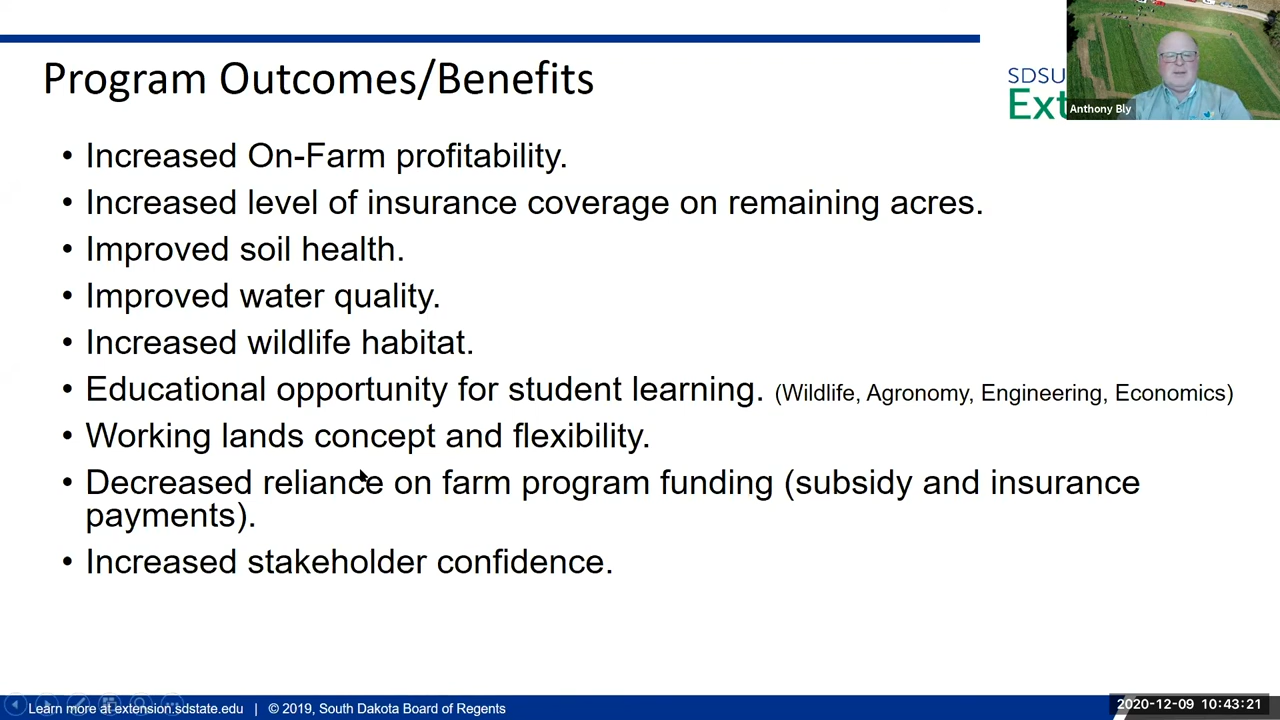 Program Outcomes/Benefits
SDSU
Ext
Anthony Bly
• Increased On-Farm profitability.
• Increased level of insurance coverage on remaining acres.
• Improved soil health.
• Improved water quality.
• Increased wildlife habitat.
• Educational opportunity for student learning. (Wildlife, Agronomy, Engineering, Economics)
• Working lands concept and flexibility.
• Decreased reliance on farm program funding (subsidy and insurance
payments).
• Increased stakeholder confidence.
Learn more at extension.sdstate.edu | © 2019, South Dakota Board of Regents
2020-12-09 10:43:21